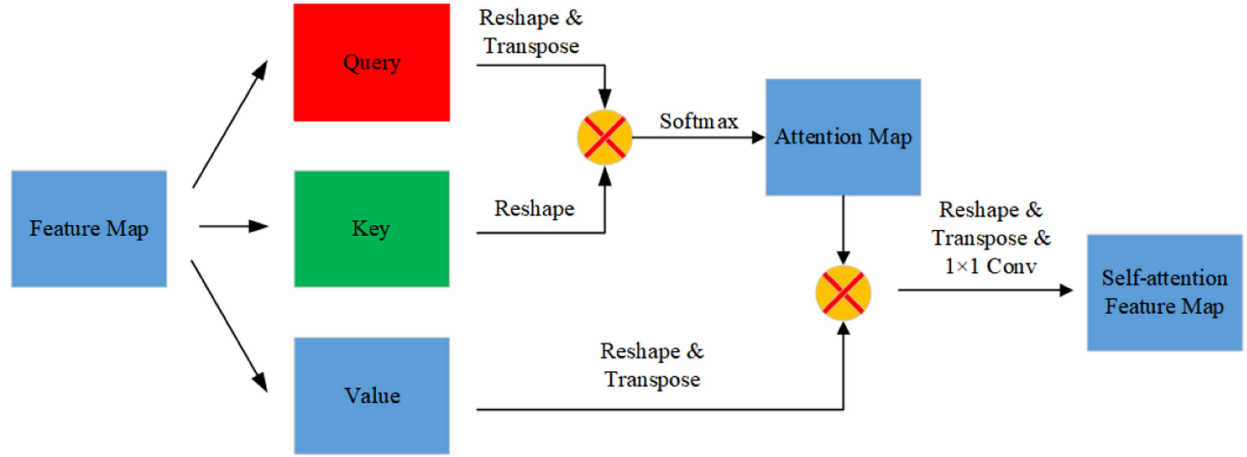 Reshape &
Transpose
Query
Softmax
Attention Map
Feature Map
Key
Reshape
Reshape &
Transpose &
1×1 Conv
Self-attention
Feature Map
Reshape &
Transpose
Value